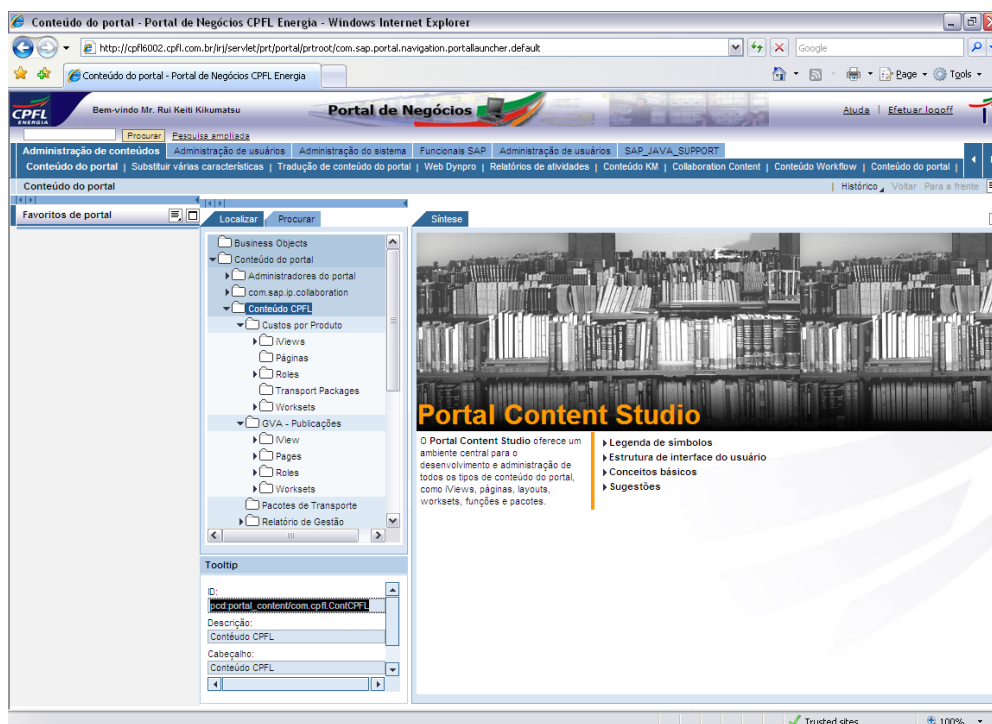 Conteúdo do portal - Portal de Negócios CPFL Energia - Windows Internet Explorer
http://cpfl6002.cpfl.com.br/irj/servlet/prt/portal/prtroot/com.sap.portal.navigation.portallauncher.default
Google
Conteúdo do portal - Portal de Negócios CPFL Energia
Page
Tools
CPFL
ENERGIA
Bem-vindo Mr. Rui Keiti Kikumatsu
Portal de Negócios
Ajuda | Efetuar logoff
Procurar Pesquisa ampliada
Administração de conteúdos Administração de usuários Administração do sistema Funcionais SAP Administração de usuários SAP_JAVA_SUPPORT
Conteúdo do portal | Substituir várias características | Tradução de conteúdo do portal | Web Dynpro | Relatórios de atividades | Conteúdo KM | Collaboration Content | Conteúdo Workflow | Conteúdo do portal |
Conteúdo do portal
| Histórico Voltar Para a frente
Favoritos de portal
Localizar Procurar
Síntese
Business Objects
Conteúdo do portal
Administradores do portal
com.sap.ip.collaboration
Conteúdo CPFL
Custos por Produto
iViews
Páginas
Roles
Transport Packages
Worksets
GVA - Publicações
iView
Pages
Roles
Worksets
Pacotes de Transporte
Relatório de Gestão
Portal Content Studio
O Portal Content Studio oferece um
ambiente central para o
desenvolvimento e administração de
todos os tipos de conteúdo do portal,
como iViews, páginas, layouts,
worksets, funções e pacotes.
Legenda de símbolos
Estrutura de interface do usuário
Conceitos básicos
Sugestões
Tooltip
ID:
pcd:portal_content/com.cpfl.ContCPFL
Descrição:
Contéudo CPFL
Cabeçalho:
Conteúdo CPFL
Trusted sites
100%